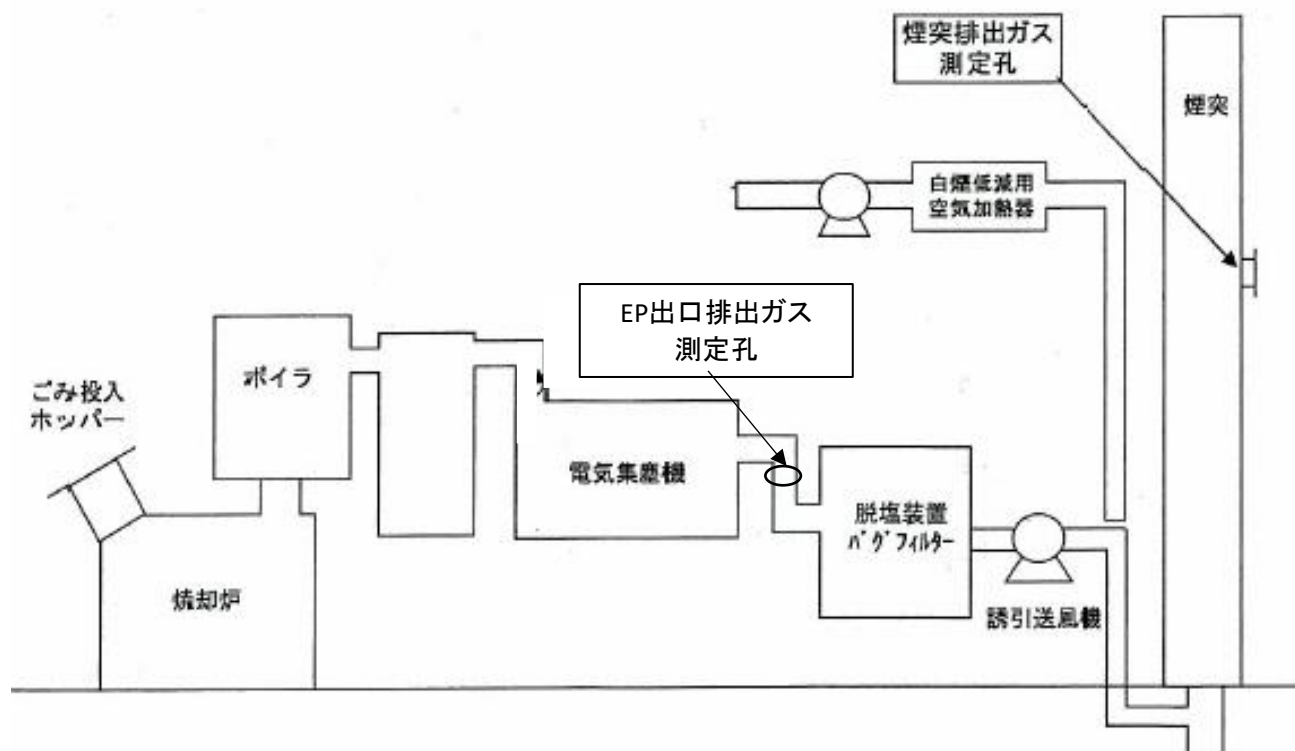 煙突排出ガス
測定孔
煙突
白煙低減用
空気加熱器
EP出口排出ガス
測定孔
ボイラ
ごみ投入
ホッパー
電気集塵機
脱塩装置
バグフィルター
焼却炉
誘引送風機